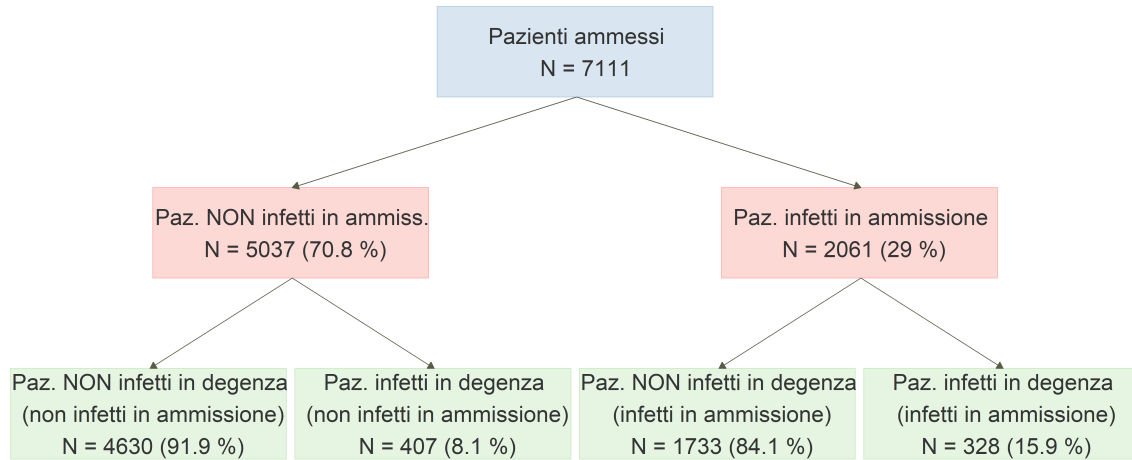 Pazienti ammessi
N = 7111
Paz. NON infetti in ammiss.
N = 5037 (70.8 %)
Paz. infetti in ammissione
N = 2061 (29 %)
Paz. NON infetti in degenza
(non infetti in ammissione)
N = 4630 (91.9 %)
Paz. infetti in degenza
(non infetti in ammissione)
N = 407 (8.1 %)
Paz. NON infetti in degenza
(infetti in ammissione)
N = 1733 (84.1 %)
Paz. infetti in degenza
(infetti in ammissione)
N = 328 (15.9 %)